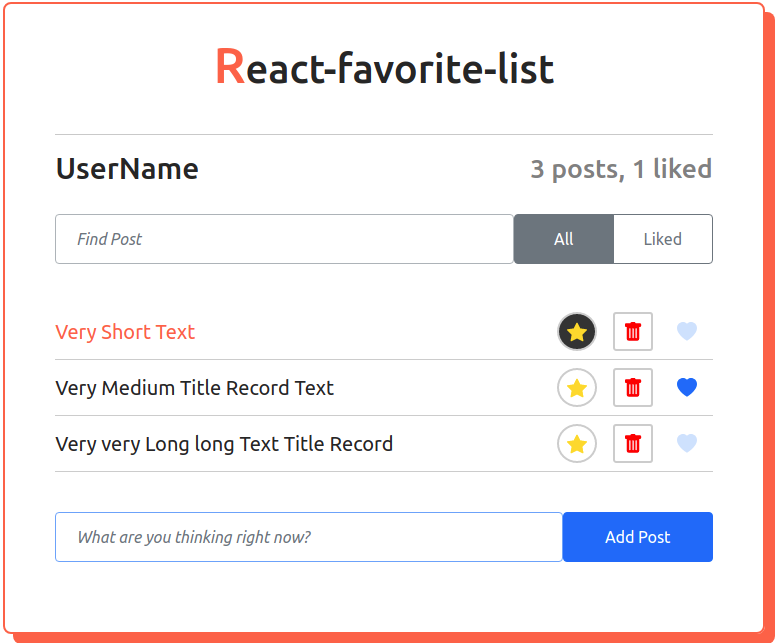 React-favorite-list
UserName
3 posts, 1 liked
Find Post
All
Liked
Very Short Text
Very Medium Title Record Text
Very very Long long Text Title Record
What are you thinking right now?
Add Post